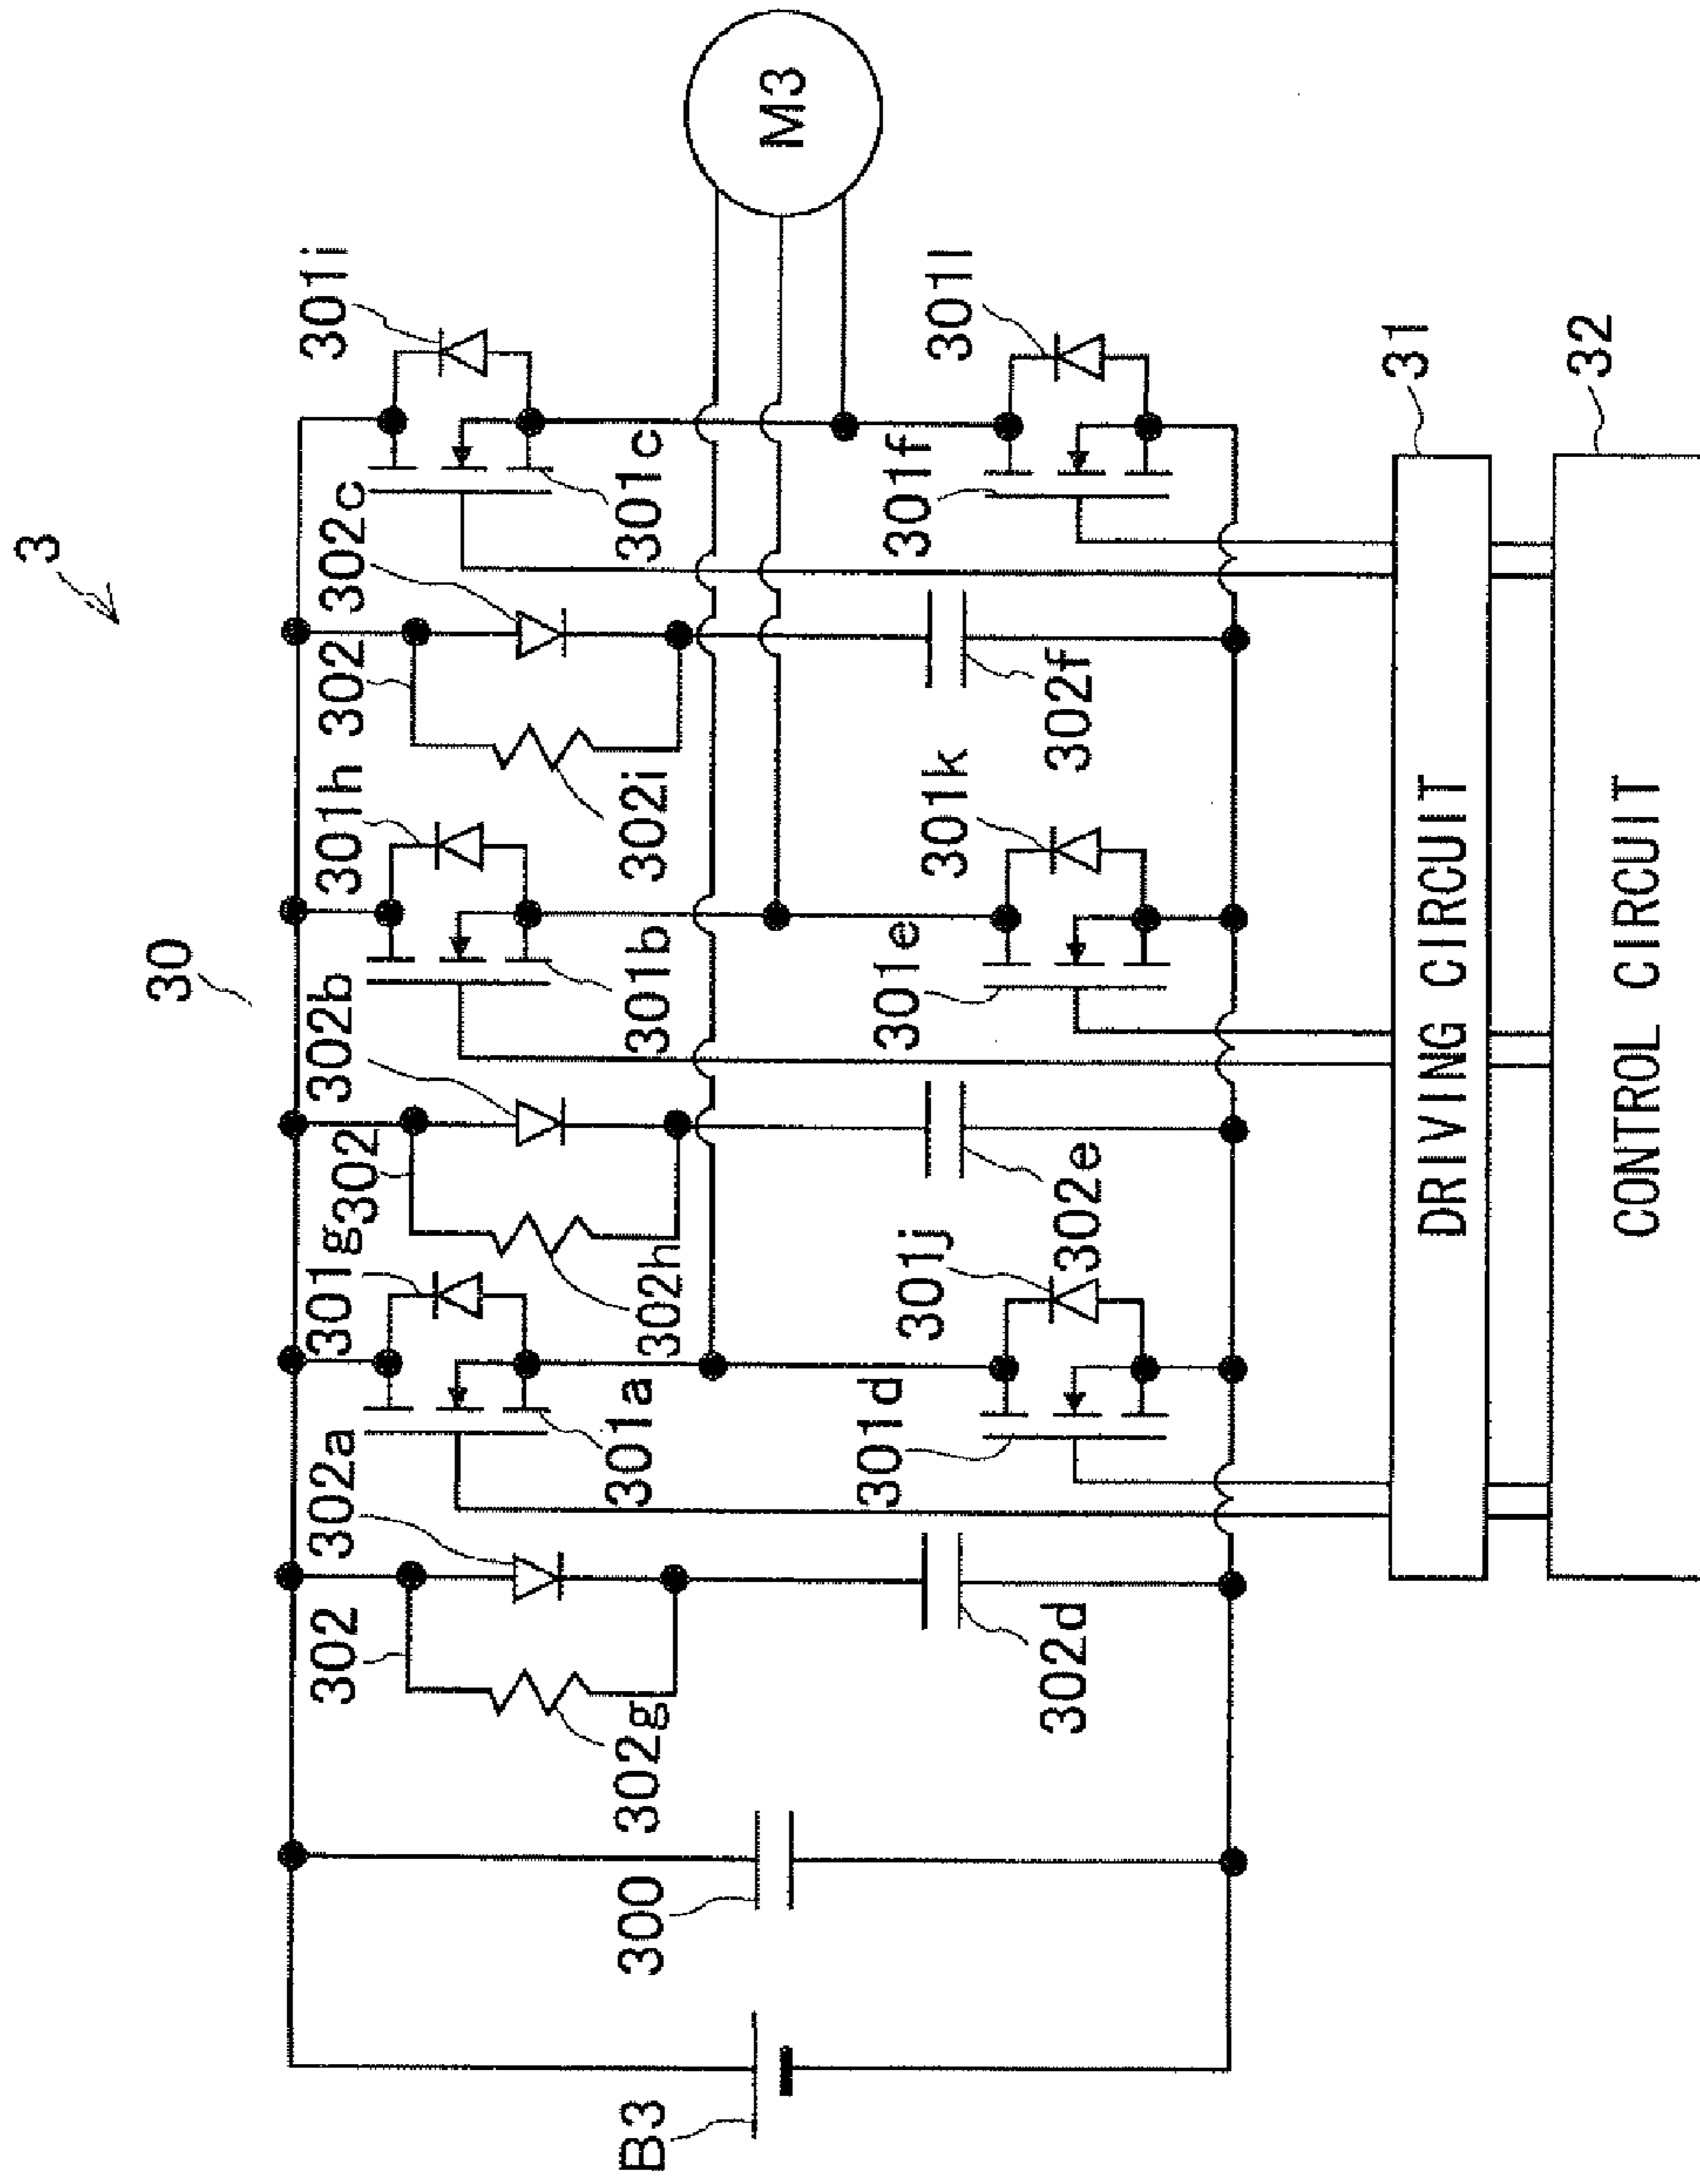 3
30
302
302a
301g
302
302b
301h
302
302c
301i
B3
300
302g
301a
302h
301b
302i
301c
M3
301d
301j
301e
301k
301f
301l
302d
302e
302f
31
DRIVING CIRCUIT
32
CONTROL CIRCUIT